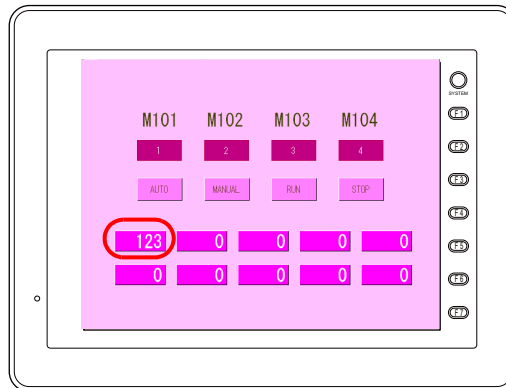 SYSTEM
F1
F2
F3
F4
F5
F6
F7
M101 M102 M103 M104
1 2 3 4
AUTO MANUAL RUN STOP
123 0 0 0 0
0 0 0 0 0